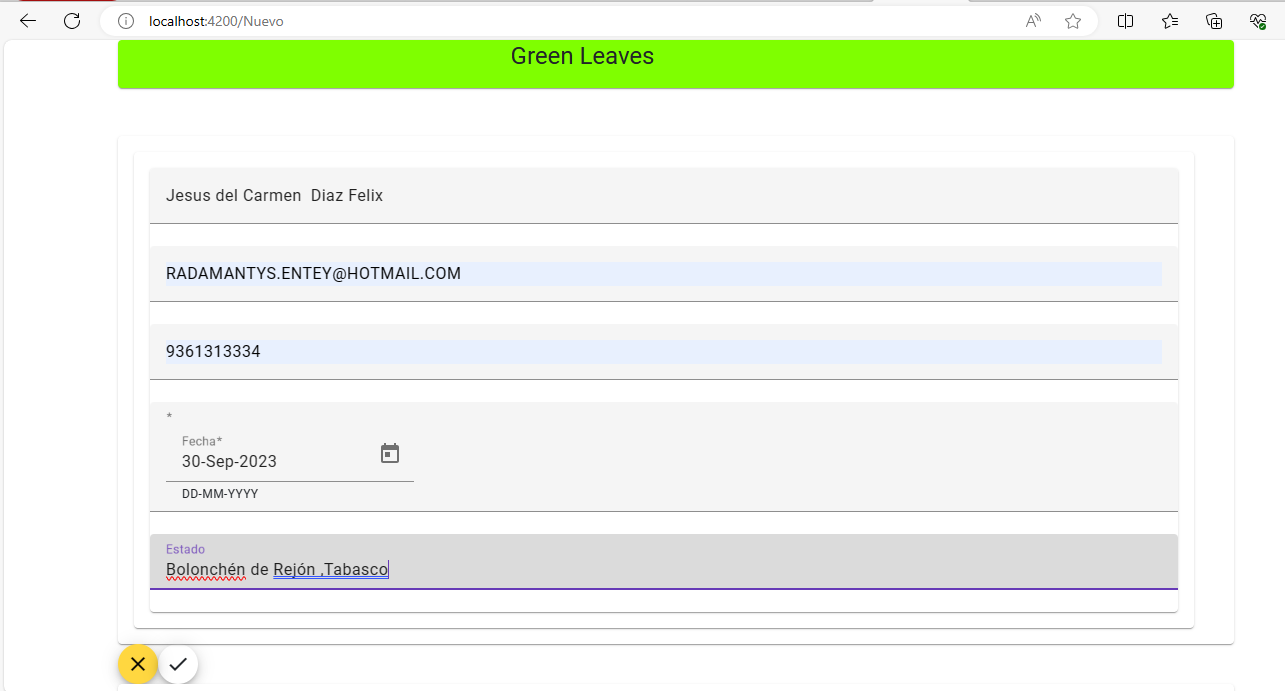 localhost:4200/Nuevo
Green Leaves
Jesus del Carmen  Diaz Felix
RADAMANTYS.ENTEY@HOTMAIL.COM
9361313334
*
Fecha*
30-Sep-2023
DD-MM-YYYY
Estado
Bolonchén de Rejón ,Tabasco